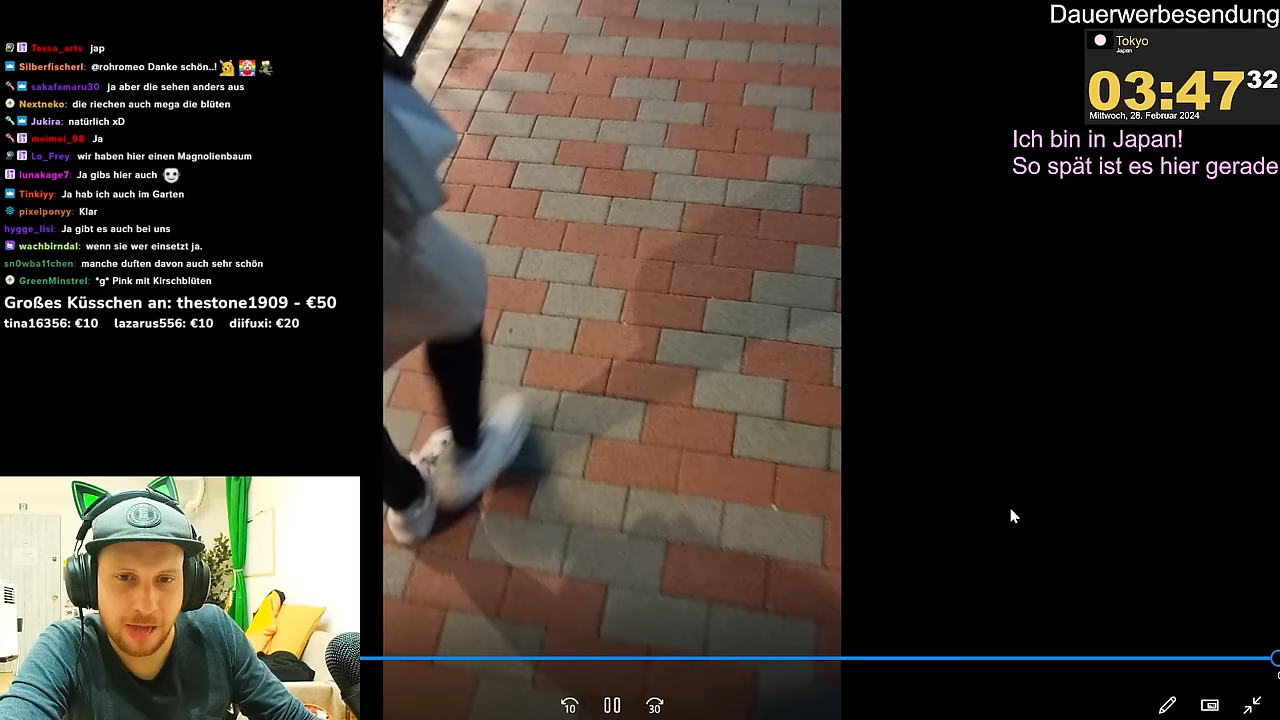 Tessa_arts: jap
Silberfischerl: @rohromeo Danke schön..!
sakafamaru30: ja aber die sehen anders aus
Nextneko: die riechen auch mega die blüten
Jukira: natürlich xD
meimei_98: Ja
Lo_Frey: wir haben hier einen Magnolienbaum
lunakage7: Ja gibs hier auch
Tinkiyy: Ja hab ich auch im Garten
pixelponyy: Klar
hygge_lisi: Ja gibt es auch bei uns
wachbirndal: wenn sie wer einsetzt ja.
sn0wba11chen: manche duften davon auch sehr schön
GreenMinstrel: *g* Pink mit Kirschblüten
Großes Küsschen an: thestone1909 - €50
tina16356: €10 lazarus556: €10 diifuxi: €20
Dauerwerbesendung
Tokyo
Japan
03:47 32
Mittwoch, 28. Februar 2024
Ich bin in Japan!
So spät ist es hier gerade
10
30